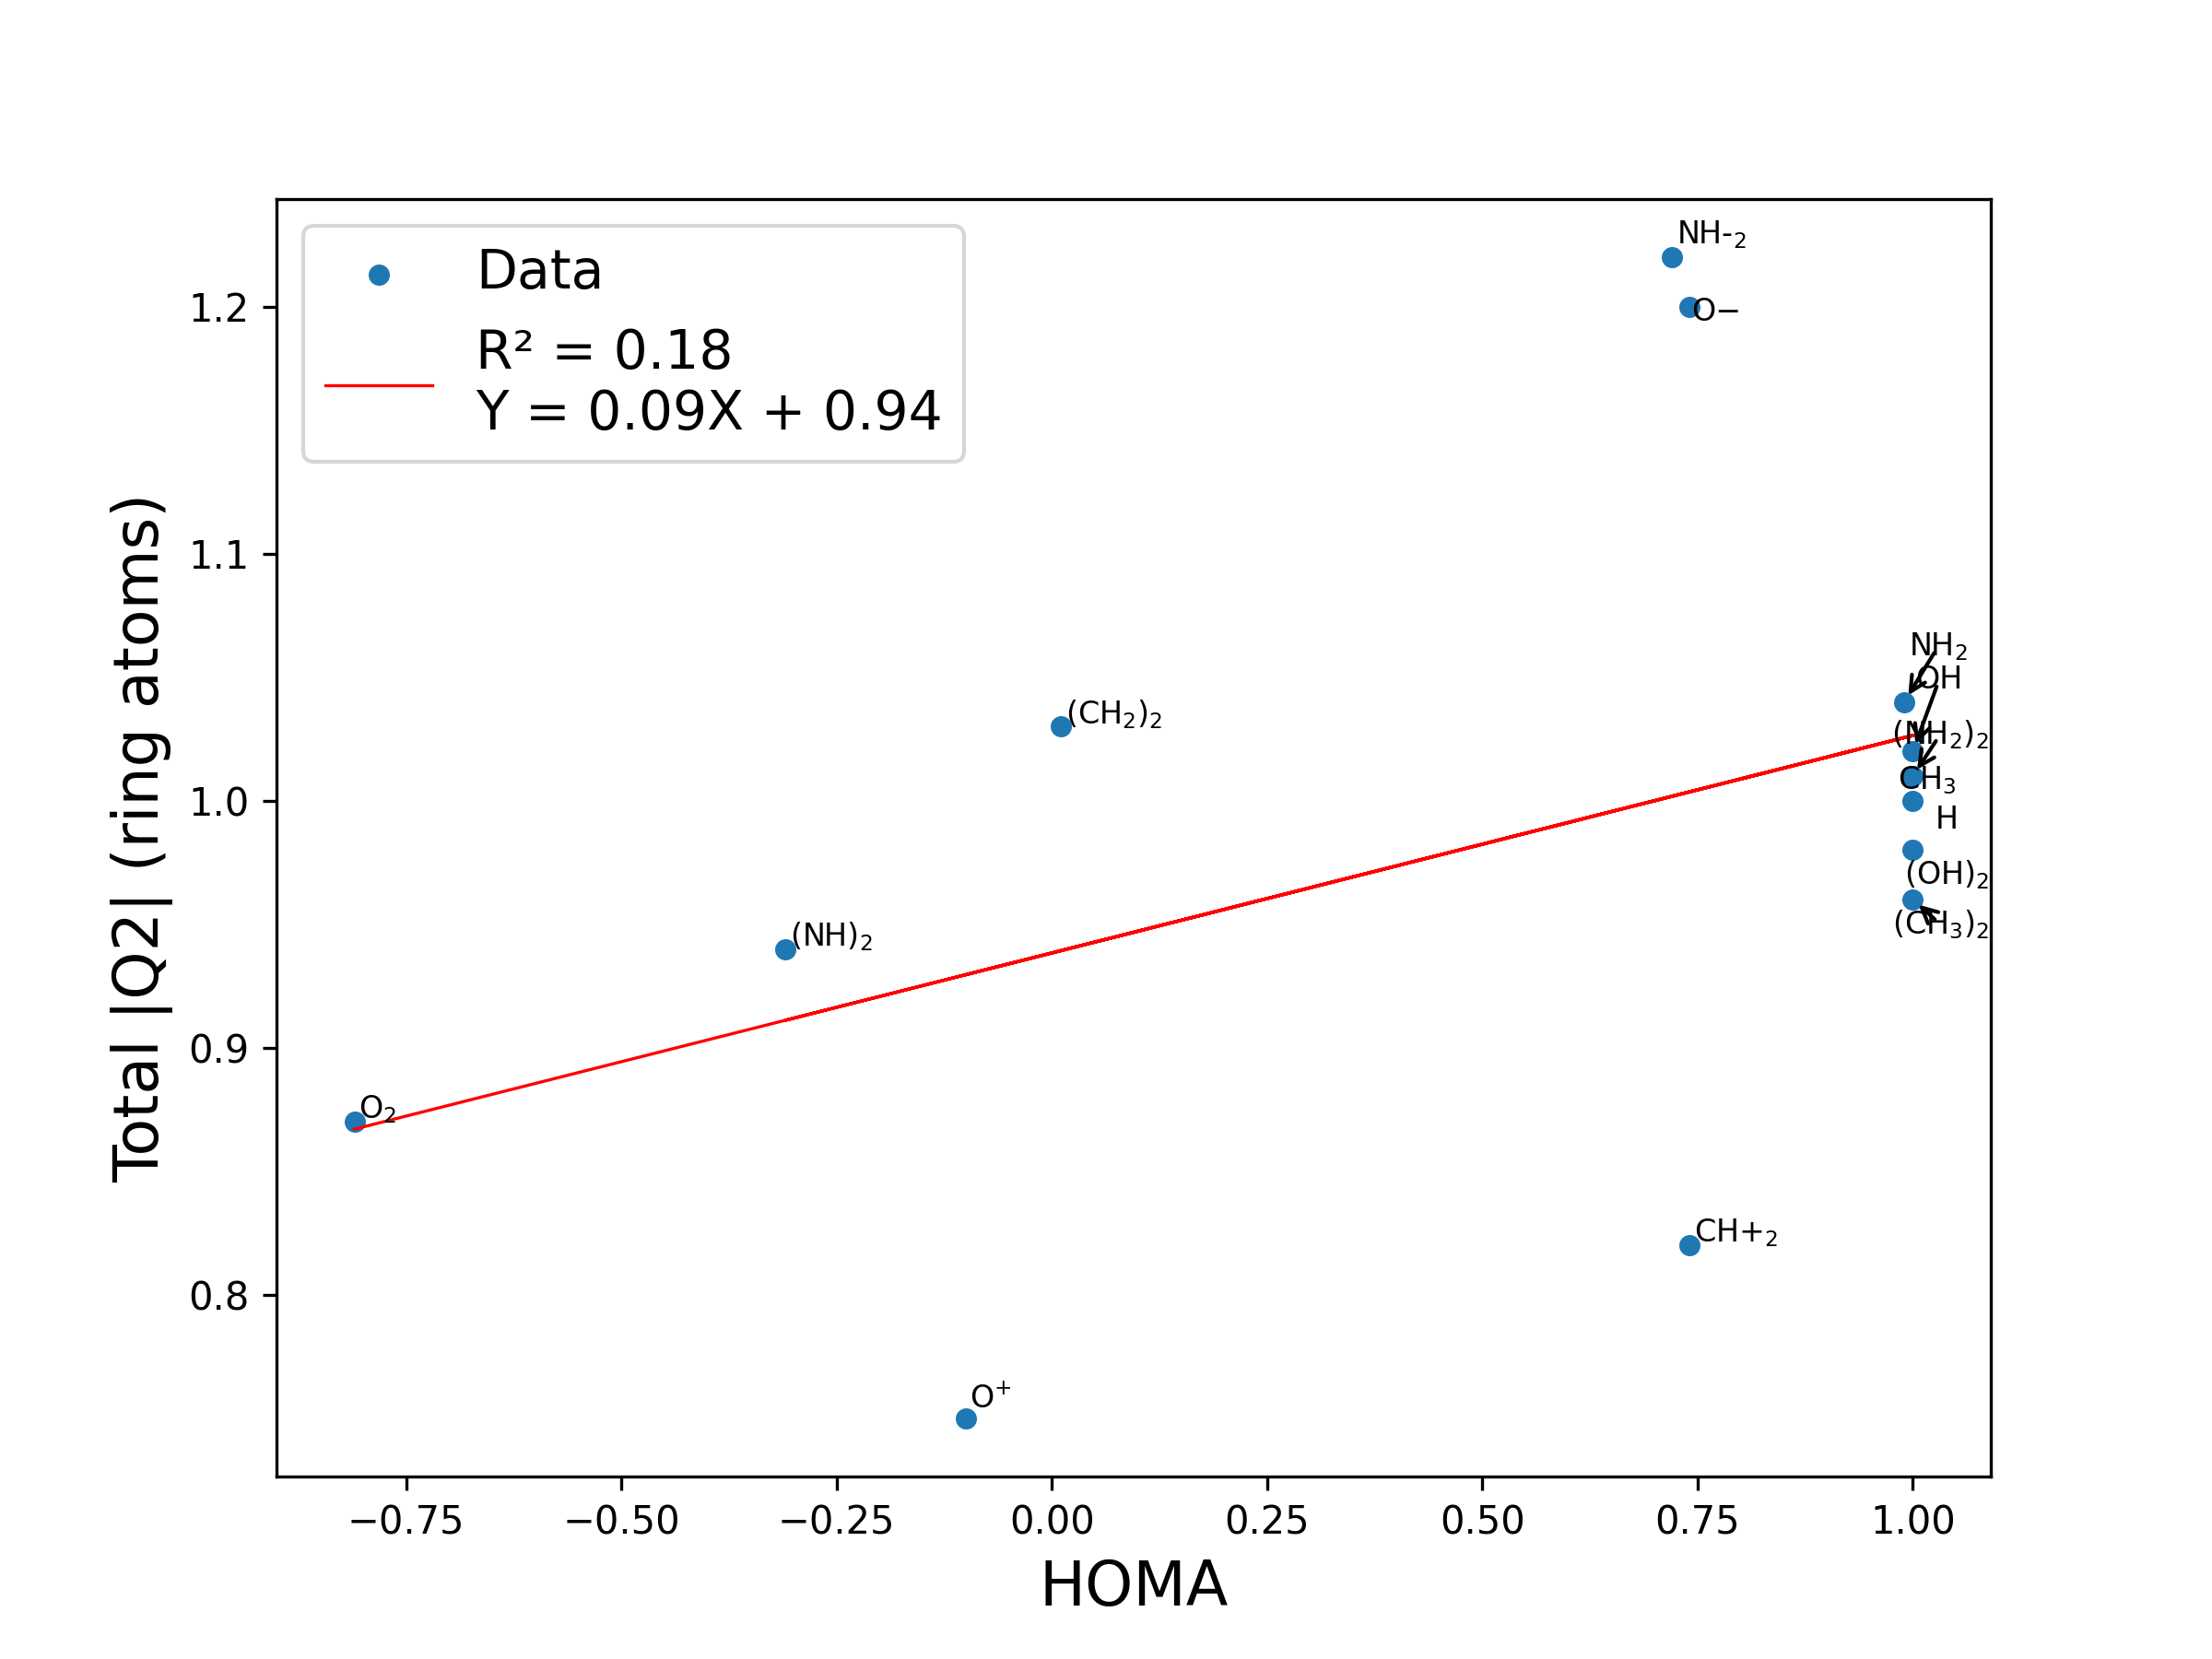 Data
R² = 0.18
Y = 0.09X + 0.94
NH-₂
O−
NH₂
OH
(CH₂)₂
(NH₂)₂
CH₃
H
(OH)₂
(CH₃)₂
(NH)₂
O₂
CH+₂
O⁺
1.2
1.1
1.0
0.9
0.8
Total |Q2| (ring atoms)
−0.75
−0.50
−0.25
0.00
0.25
0.50
0.75
1.00
HOMA